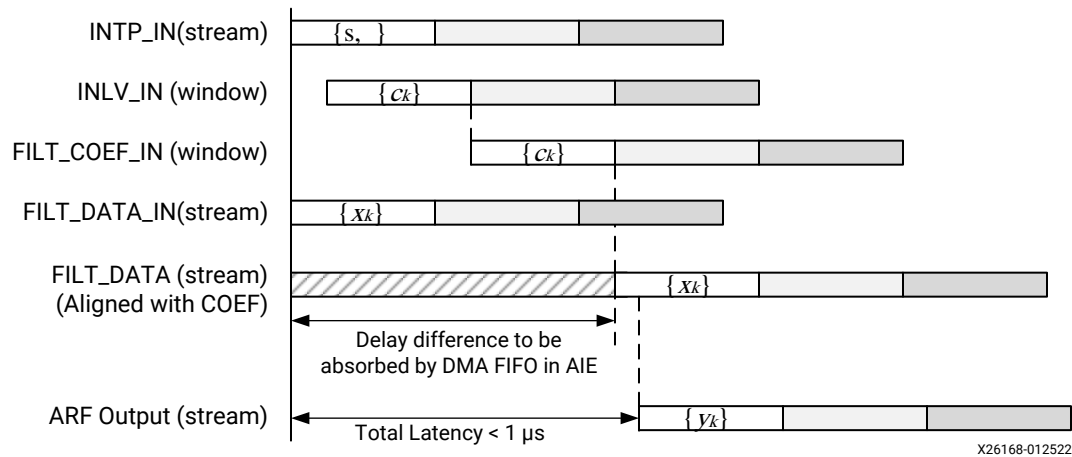 INTP_IN(stream)
{s, }
INLV_IN (window)
{ck}
FILT_COEF_IN (window)
{ck}
FILT_DATA_IN(stream)
{xk}
FILT_DATA (stream)
(Aligned with COEF)
{xk}
Delay difference to be
absorbed by DMA FIFO in AIE
ARF Output (stream)
Total Latency < 1 µs
{yk}
X26168-012522